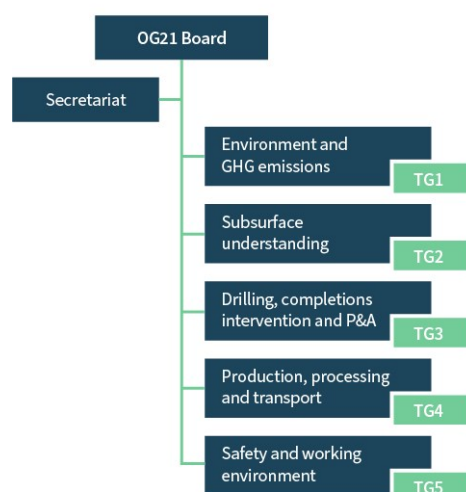 OG21 Board
Secretariat
Environment and
GHG emissions
TG1
Subsurface
understanding
TG2
Drilling, completions
intervention and P&A
TG3
Production, processing
and transport
TG4
Safety and working
environment
TG5